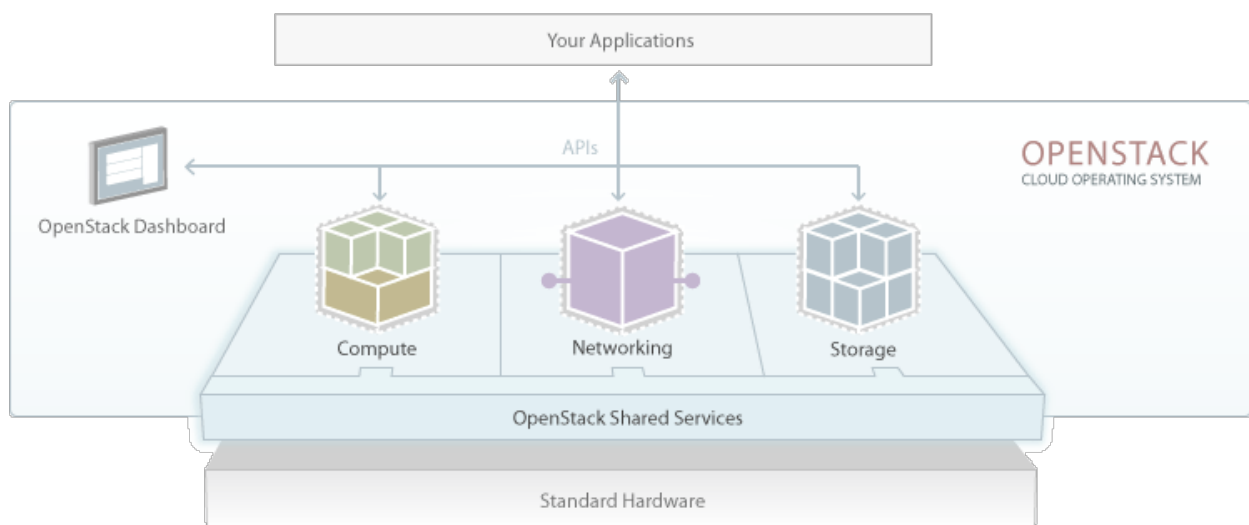 Your Applications
APIs
OPENSTACK
CLOUD OPERATING SYSTEM
OpenStack Dashboard
Compute
Networking
Storage
OpenStack Shared Services
Standard Hardware